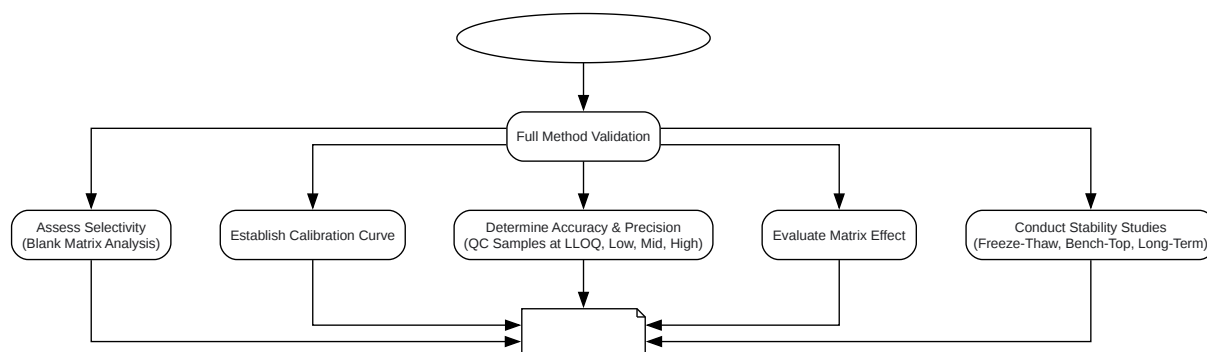 Full Method Validation
Assess Selectivity
(Blank Matrix Analysis)
Establish Calibration Curve
Determine Accuracy & Precision
(QC Samples at LLOQ, Low, Mid, High)
Evaluate Matrix Effect
Conduct Stability Studies
(Freeze-Thaw, Bench-Top, Long-Term)